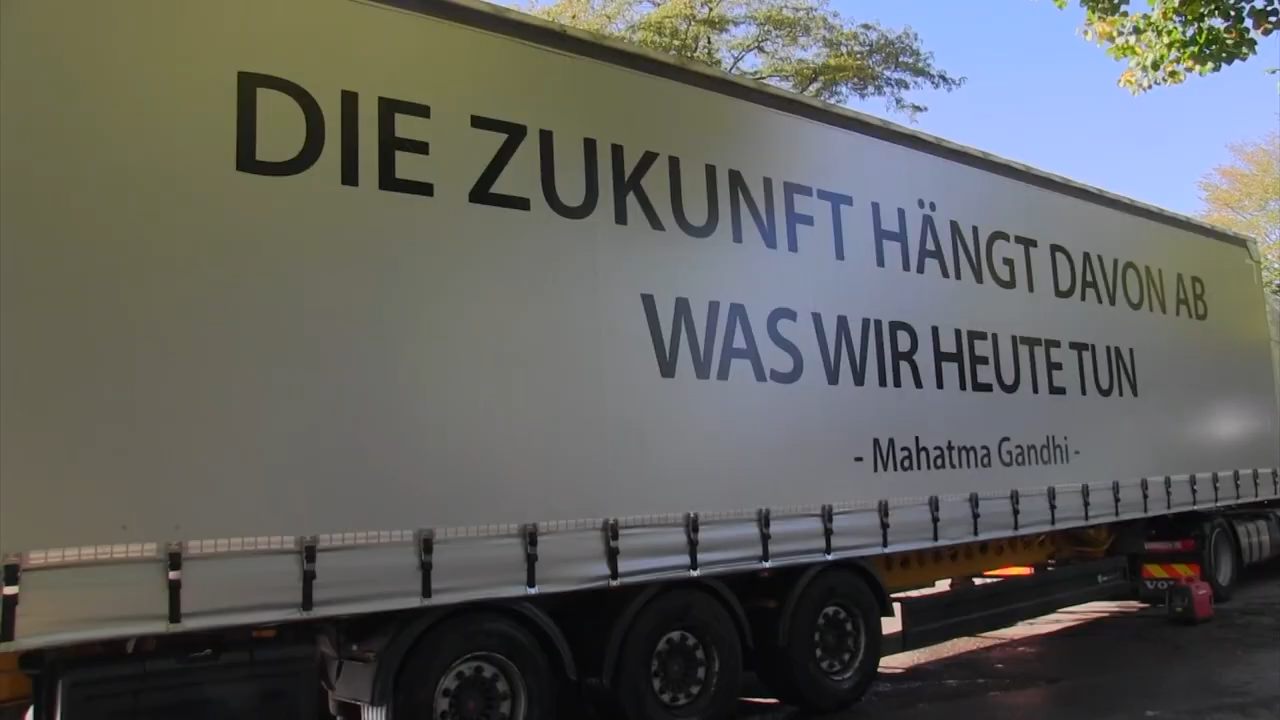 DIE ZUKUNFT HÄNGT DAVON AB
WAS WIR HEUTE TUN
- Mahatma Gandhi -